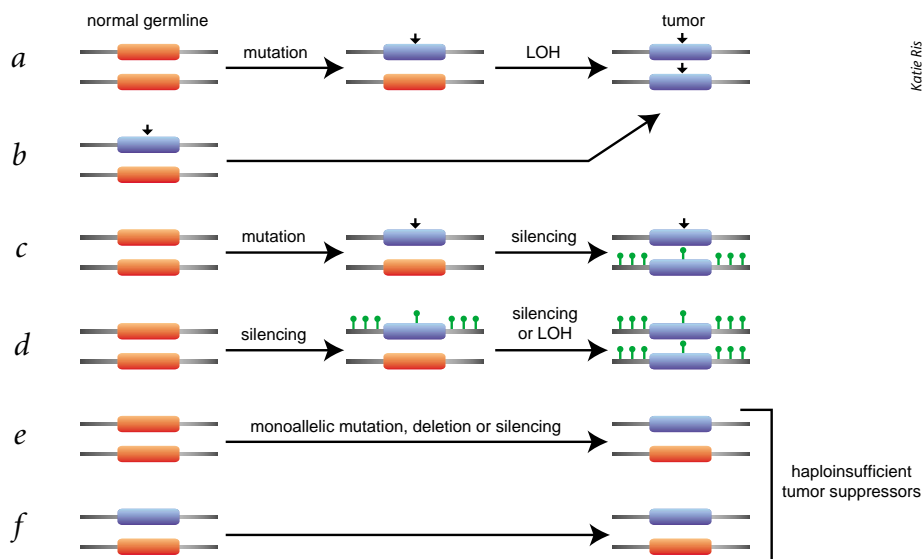 normal germline
tumor
Katie Ris
a
mutation
LOH
b
c
mutation
silencing
d
silencing
silencing
or LOH
e
monoallelic mutation, deletion or silencing
haploinsufficient
tumor suppressors
f